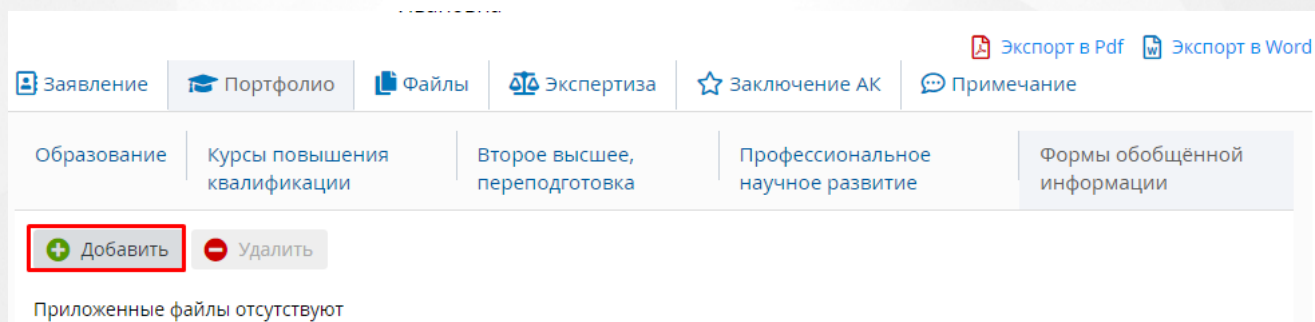 Экспорт в Pdf Экспорт в Word
Заявление Портфолио Файлы Экспертиза Заключение АК Примечание
Образование Курсы повышения Второе высшее, Профессиональное Формы обобщённой
квалификации переподготовка научное развитие информации
Добавить Удалить
Приложенные файлы отсутствуют